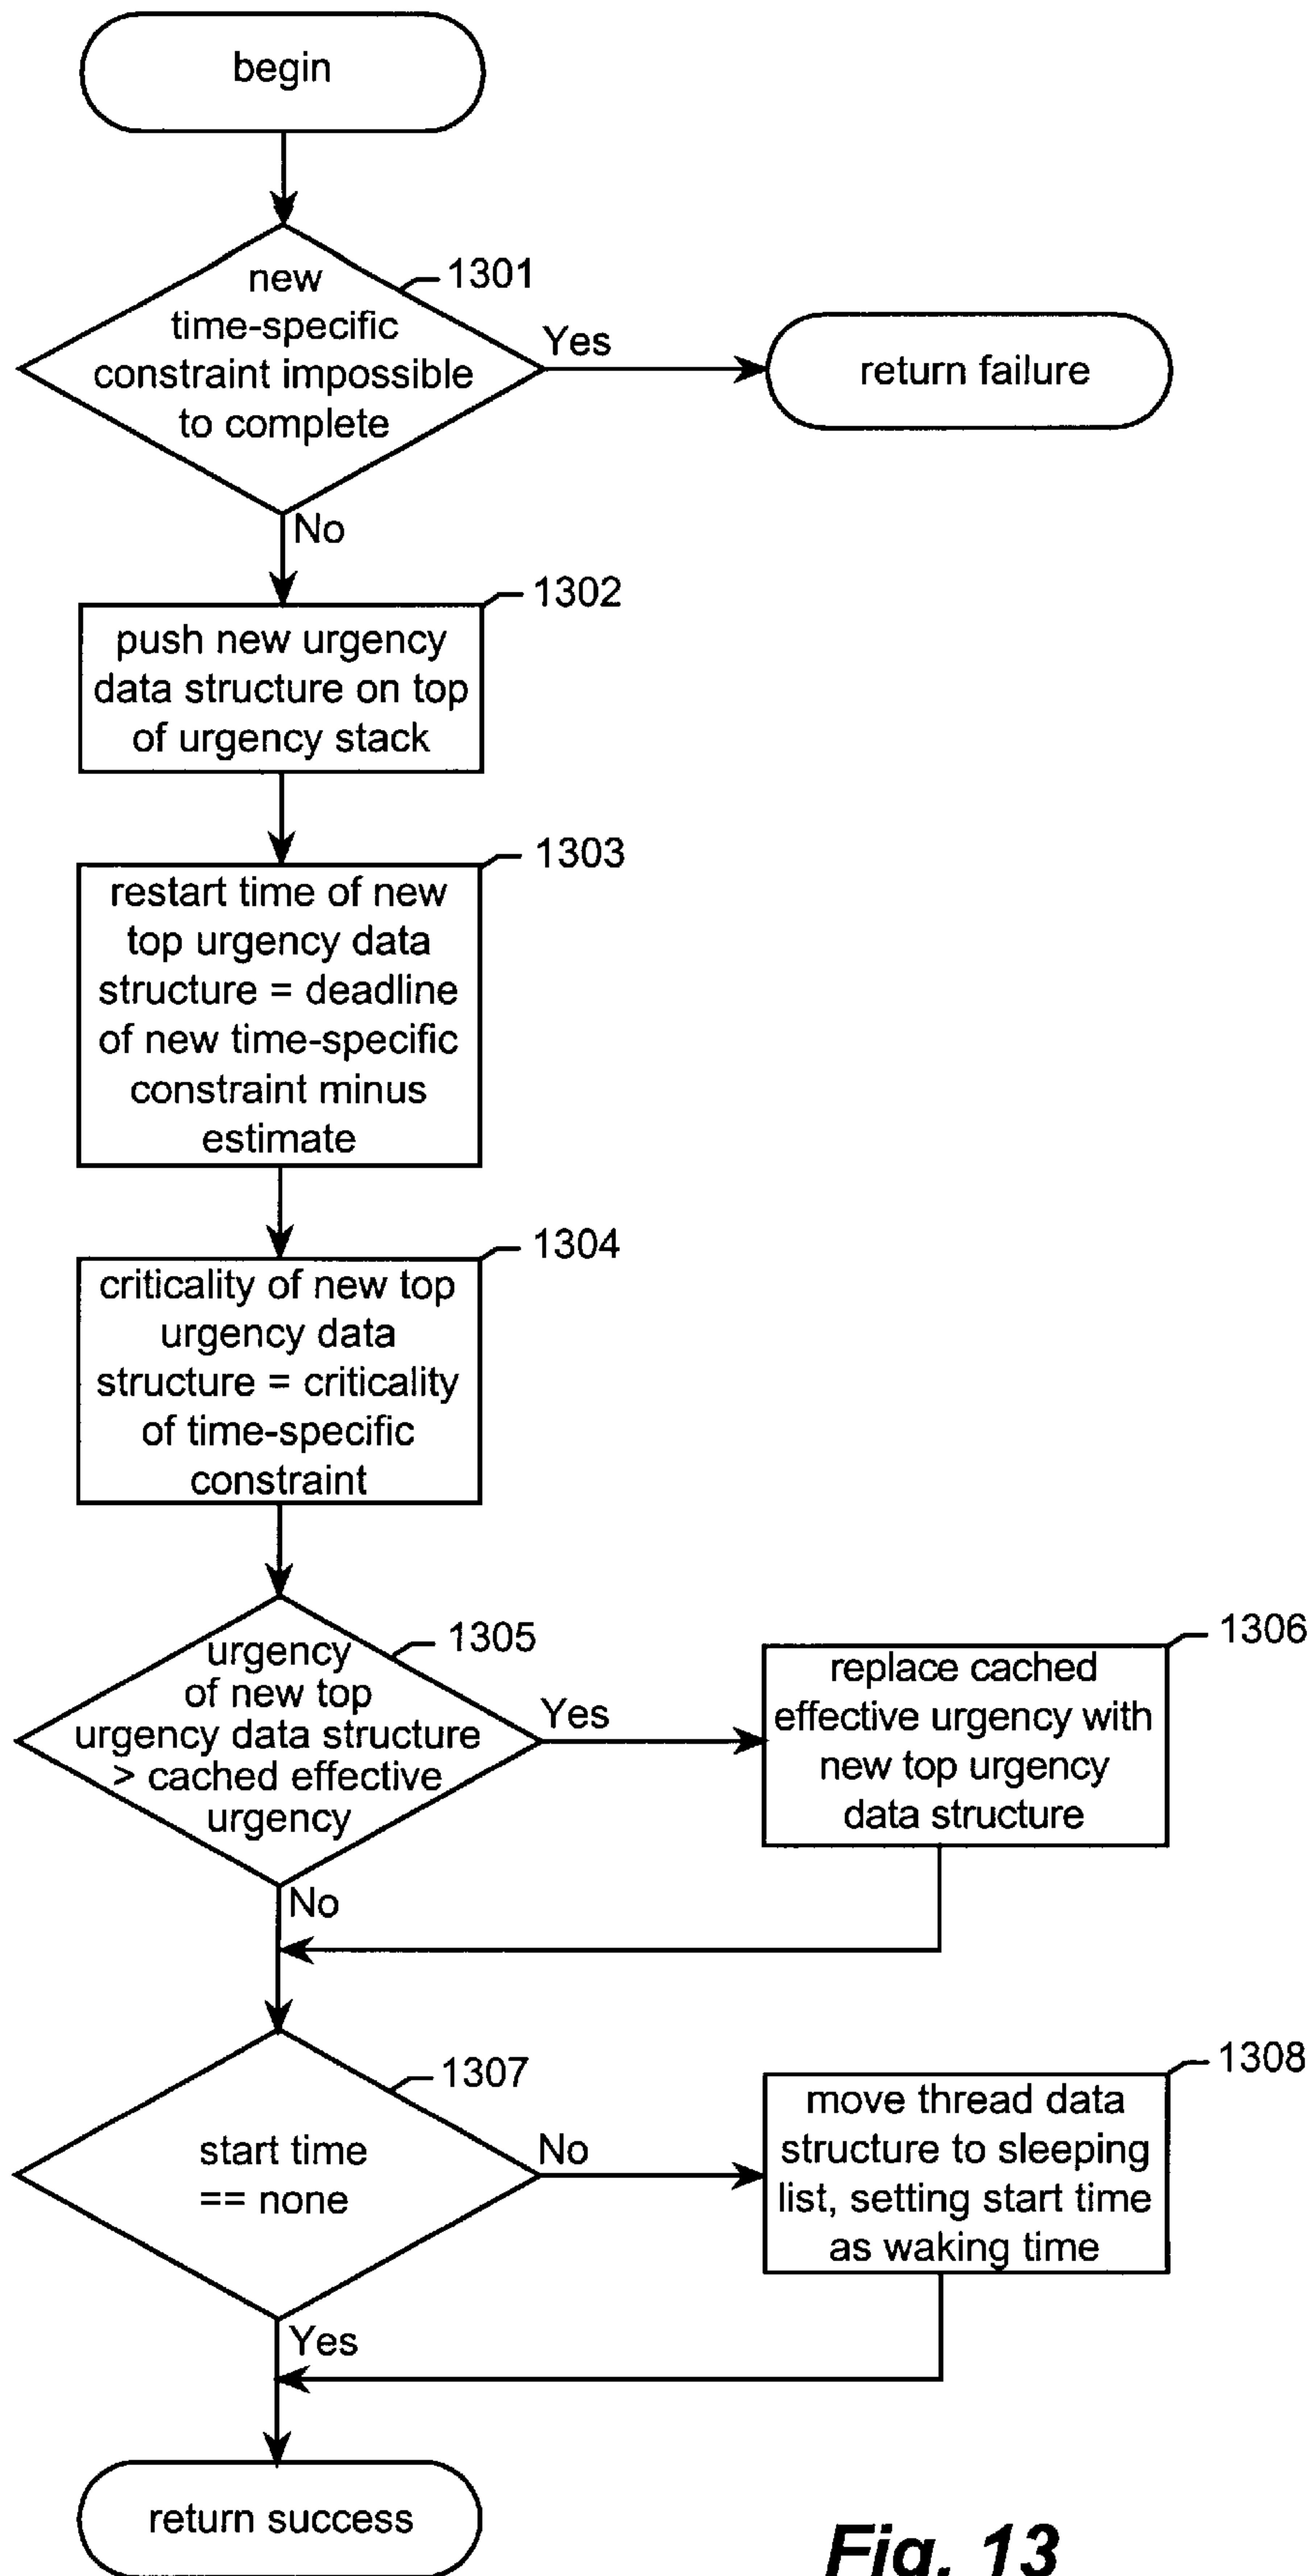 begin
1301
new
time-specific
constraint impossible
to complete
Yes
return failure
No
1302
push new urgency
data structure on top
of urgency stack
1303
restart time of new
top urgency data
structure = deadline
of new time-specific
constraint minus
estimate
1304
criticality of new top
urgency data
structure = criticality
of time-specific
constraint
1305
urgency
of new top
urgency data structure
> cached effective
urgency
Yes
1306
replace cached
effective urgency with
new top urgency
data structure
No
1307
start time
== none
No
1308
move thread data
structure to sleeping
list, setting start time
as waking time
Yes
return success
Fig. 13